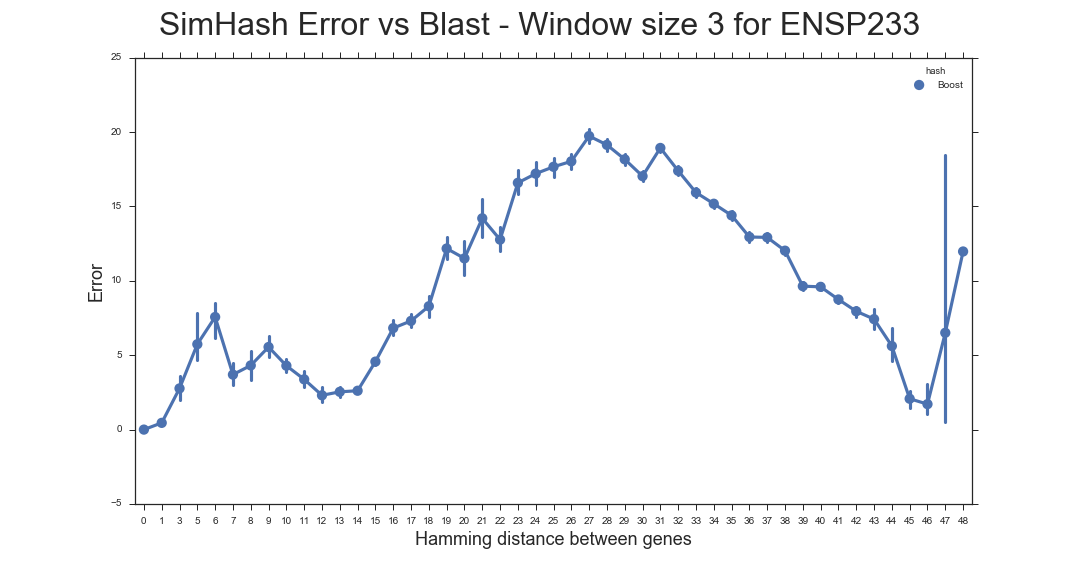 SimHash Error vs Blast - Window size 3 for ENSP233
hash
Boost
25
20
15
10
5
0
−5
Error
0 1 3 5 6 7 8 9 10 11 12 13 14 15 16 17 18 19 20 21 22 23 24 25 26 27 28 29 30 31 32 33 34 35 36 37 38 39 40 41 42 43 44 45 46 47 48
Hamming distance between genes